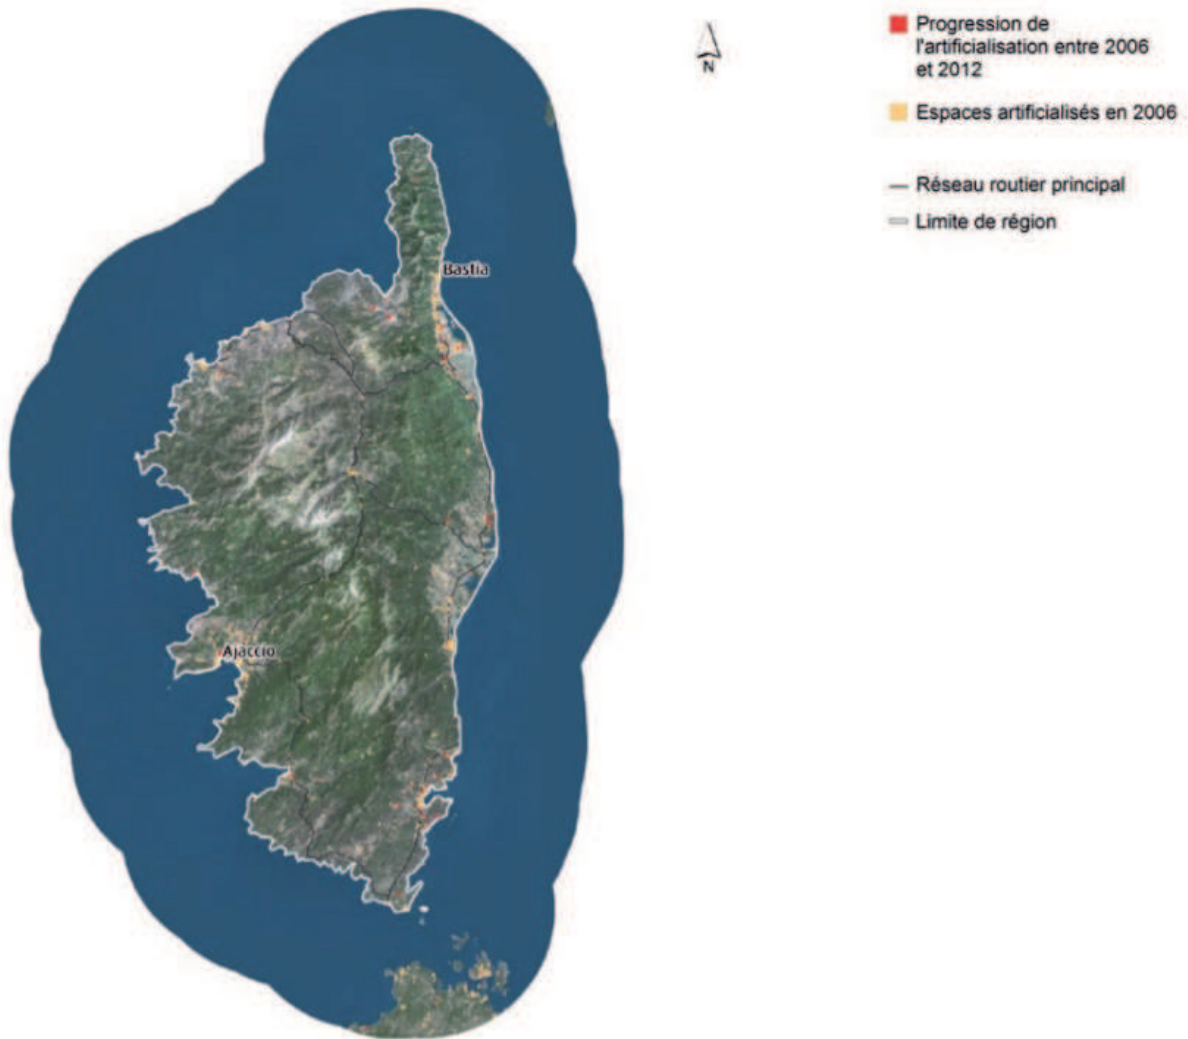 Progression de
l'artificialisation entre 2006
et 2012
N
Espaces artificialisés en 2006
Réseau routier principal
Limite de région
Bastia
Ajaccio